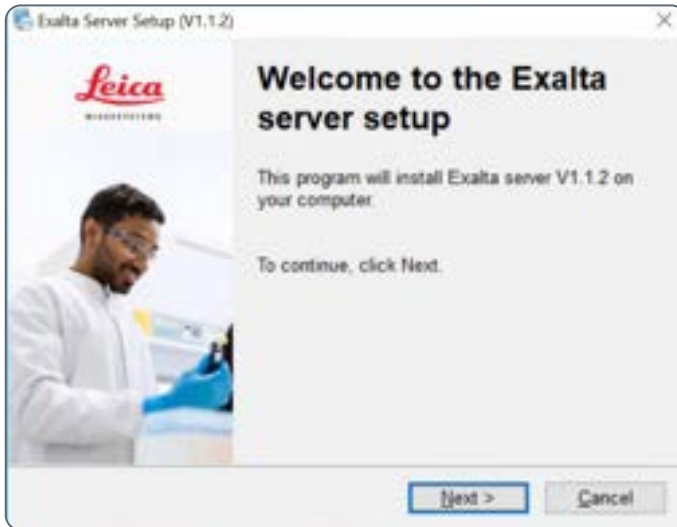 Exalta Server Setup (V1.1.2)
Leica
MICROSYSTEMS
Welcome to the Exalta
server setup
This program will install Exalta server V1.1.2 on
your computer.
To continue, click Next.
Next >
Cancel